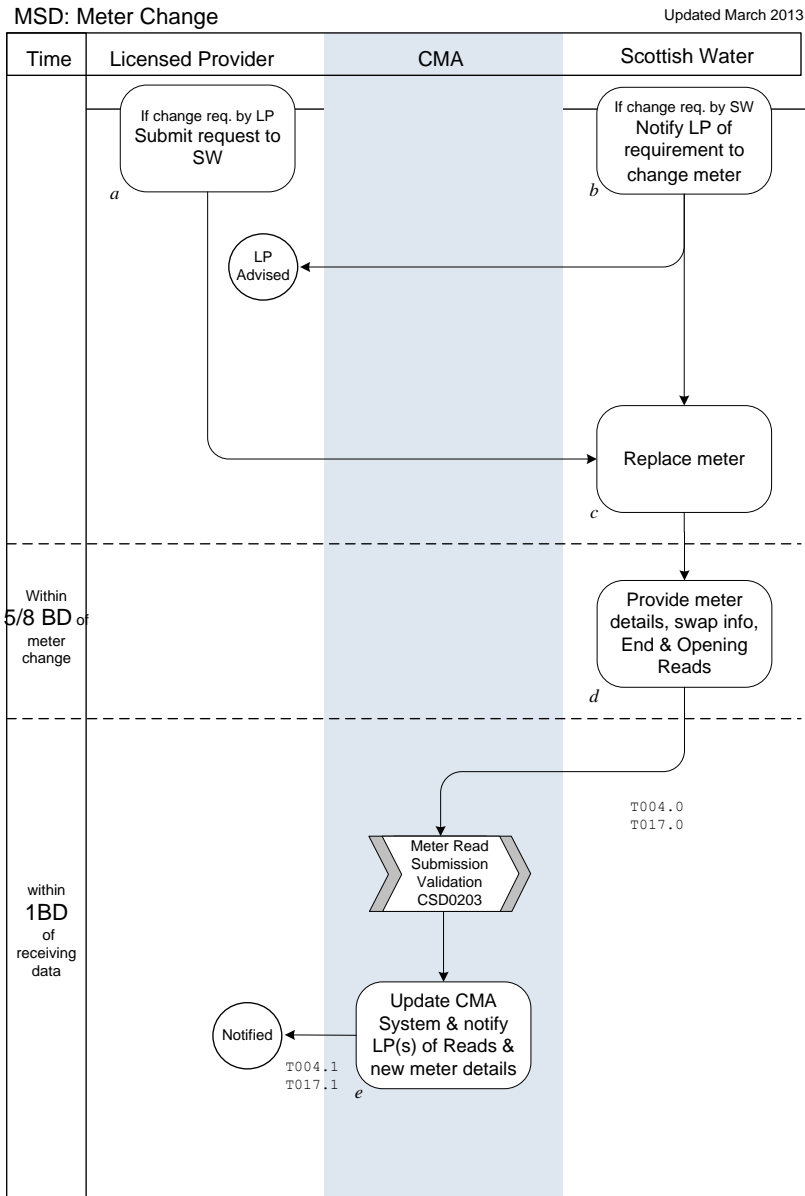 MSD: Meter Change
Updated March 2013
Time
Licensed Provider
CMA
Scottish Water
If change req. by LP
Submit request to
SW
a
If change req. by SW
Notify LP of
requirement to
change meter
b
LP
Advised
Replace meter
c
Within
5/8 BD of
meter
change
Provide meter
details, swap info,
End & Opening
Reads
d
T004.0
T017.0
within
1BD
of
receiving
data
Meter Read
Submission
Validation
CSD0203
Update CMA
System & notify
LP(s) of Reads &
new meter details
e
Notified
T004.1
T017.1